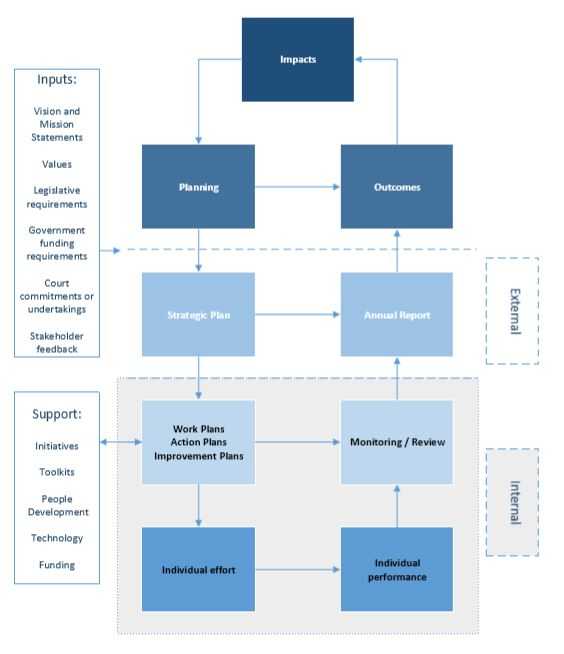 Impacts
Inputs:
Vision and
Mission
Statements
Values
Legislative
requirements
Government
funding
requirements
Court
commitments or
undertakings
Stakeholder
feedback
Planning
Outcomes
Strategic Plan
Annual Report
External
Support:
Initiatives
Toolkits
People
Development
Technology
Funding
Work Plans
Action Plans
Improvement Plans
Monitoring / Review
Internal
Individual effort
Individual
performance